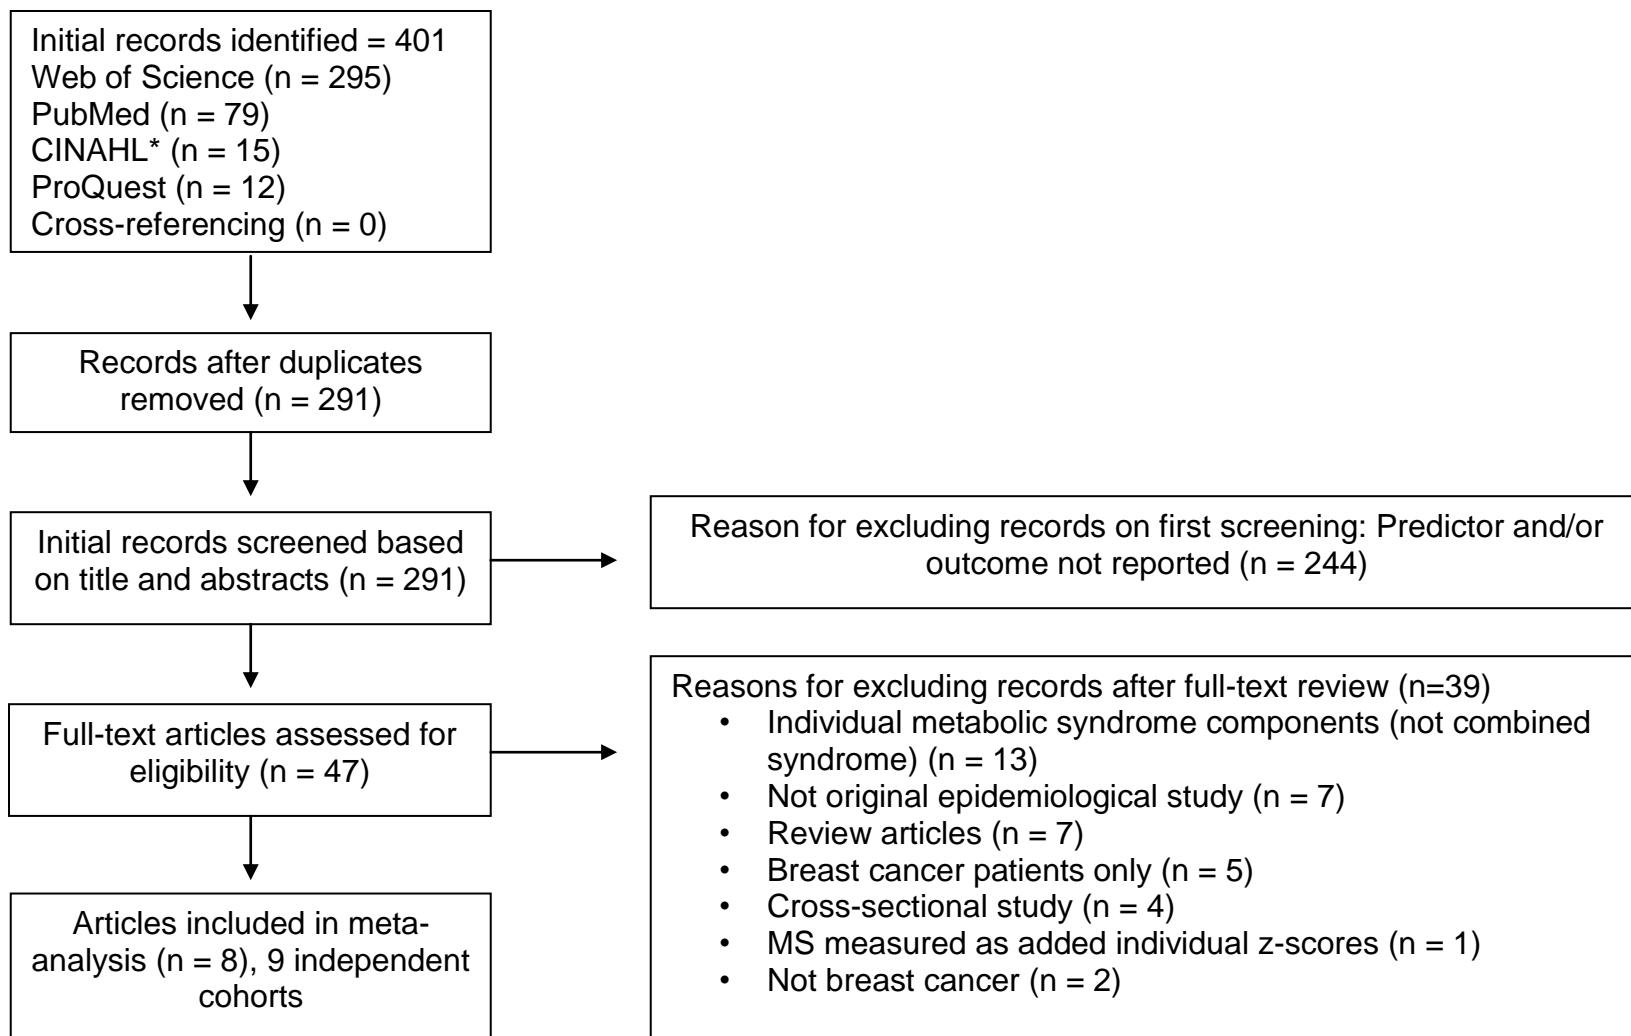 Initial records identified = 401
Web of Science (n = 295)
PubMed (n = 79)
CINAHL* (n = 15)
ProQuest (n = 12)
Cross-referencing (n = 0)
Records after duplicates
removed (n = 291)
Initial records screened based
on title and abstracts (n = 291)
Reason for excluding records on first screening: Predictor and/or
outcome not reported (n = 244)
Full-text articles assessed for
eligibility (n = 47)
Reasons for excluding records after full-text review (n=39)
• Individual metabolic syndrome components (not combined
syndrome) (n = 13)
• Not original epidemiological study (n = 7)
• Review articles (n = 7)
• Breast cancer patients only (n = 5)
• Cross-sectional study (n = 4)
• MS measured as added individual z-scores (n = 1)
• Not breast cancer (n = 2)
Articles included in meta-
analysis (n = 8), 9 independent
cohorts